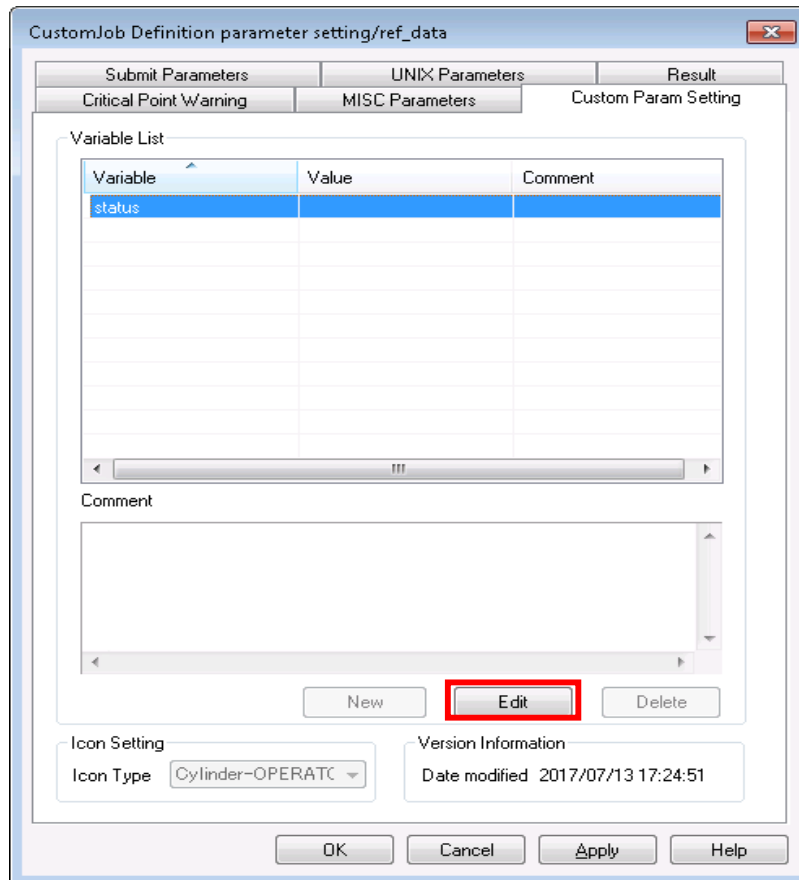 CustomJob Definition parameter setting/ref_data
Submit Parameters UNIX Parameters Result
Critical Point Warning MISC Parameters Custom Param Setting
Variable List
Variable Value Comment
status
Comment
New Edit Delete
Icon Setting Version Information
Icon Type Cylinder-OPERATC Date modified 2017/07/13 17:24:51
OK Cancel Apply Help